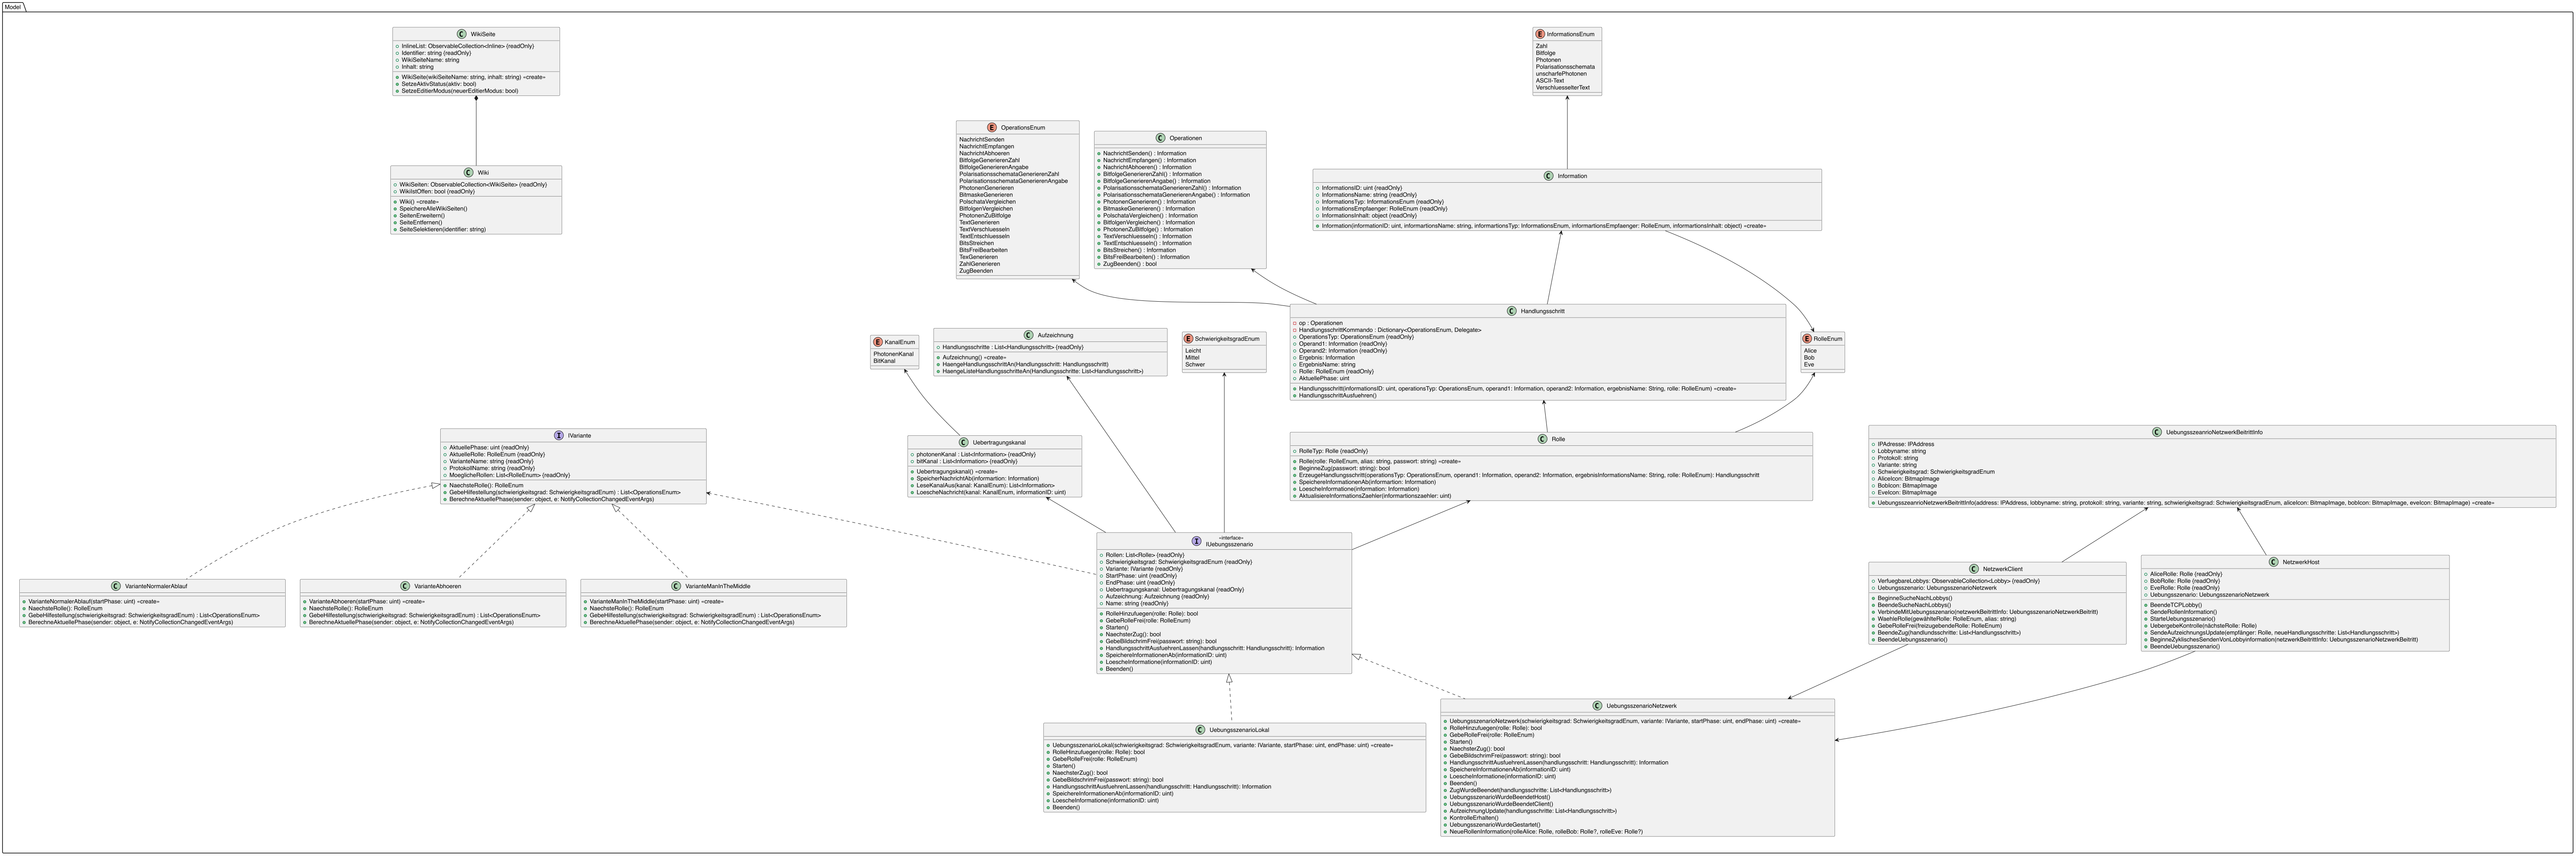 Model
WikiSeite
InlineList: ObservableCollection<Inline> {readOnly}
Identifier: string {readOnly}
WikiSeiteName: string
Inhalt: string
WikiSeite(wikiSeiteName: string, inhalt: string) «create»
SetzeAktivStatus(aktiv: bool)
SetzeEditierModus(neuerEditierModus: bool)
InformationsEnum
Zahl
Bitfolge
Photonen
Polarisationsschemata
unscharfePhotonen
ASCII-Text
VerschluesselterText
OperationsEnum
NachrichtSenden
NachrichtEmpfangen
NachrichtAbhoeren
BitfolgeGenerierenZahl
BitfolgeGenerierenAngabe
PolarisationsschemataGenerierenZahl
PolarisationsschemataGenerierenAngabe
PhotonenGenerieren
BitmaskeGenerieren
PolschataVergleichen
BitfolgenVergleichen
PhotonenZuBitfolge
TextGenerieren
TextVerschluesseln
TextEntschluesseln
BitsStreichen
BitsFreiBearbeiten
TexGenerieren
ZahlGenerieren
ZugBeenden
Operationen
NachrichtSenden() : Information
NachrichtEmpfangen() : Information
NachrichtAbhoeren() : Information
BitfolgeGenerierenZahl() : Information
BitfolgeGenerierenAngabe() : Information
PolarisationsschemataGenerierenZahl() : Information
PolarisationsschemataGenerierenAngabe() : Information
PhotonenGenerieren() : Information
BitmaskeGenerieren() : Information
PolschataVergleichen() : Information
BitfolgenVergleichen() : Information
PhotonenZuBitfolge() : Information
TextVerschluesseln() : Information
TextEntschluesseln() : Information
BitsStreichen() : Information
BitsFreiBearbeiten() : Information
ZugBeenden() : bool
Wiki
WikiSeiten: ObservableCollection<WikiSeite> {readOnly}
WikiIstOffen: bool {readOnly}
Wiki() «create»
SpeichereAlleWikiSeiten()
SeitenErweitern()
SeiteEntfernen()
SeiteSelektieren(identifier: string)
Information
InformationsID: uint {readOnly}
InformationsName: string {readOnly}
InformationsTyp: InformationsEnum {readOnly}
InformationsEmpfaenger: RolleEnum {readOnly}
InformationsInhalt: object {readOnly}
Information(informationID: uint, informartionsName: string, informartionsTyp: InformationsEnum, informartionsEmpfaenger: RolleEnum, informartionsInhalt: object) «create»
Handlungsschritt
op : Operationen
HandlungsschrittKommando : Dictionary<OperationsEnum, Delegate>
OperationsTyp: OperationsEnum {readOnly}
Operand1: Information {readOnly}
Operand2: Information {readOnly}
Ergebnis: Information
ErgebnisName: string
Rolle: RolleEnum {readOnly}
AktuellePhase: uint
Handlungsschritt(informationsID: uint, operationsTyp: OperationsEnum, operand1: Information, operand2: Information, ergebnisName: String, rolle: RolleEnum) «create»
HandlungsschrittAusfuehren()
KanalEnum
PhotonenKanal
BitKanal
Aufzeichnung
Handlungsschritte : List<Handlungsschritt> {readOnly}
Aufzeichnung() «create»
HaengeHandlungsschrittAn(Handlungsschritt: Handlungsschritt)
HaengeListeHandlungsschritteAn(Handlungsschritte: List<Handlungsschritt>)
SchwierigkeitsgradEnum
Leicht
Mittel
Schwer
RolleEnum
Alice
Bob
Eve
IVariante
AktuellePhase: uint {readOnly}
AktuelleRolle: RolleEnum {readOnly}
VarianteName: string {readOnly}
ProtokollName: string {readOnly}
MoeglicheRollen: List<RolleEnum> {readOnly}
NaechsteRolle(): RolleEnum
GebeHilfestellung(schwierigkeitsgrad: SchwierigkeitsgradEnum) : List<OperationsEnum>
BerechneAktuellePhase(sender: object, e: NotifyCollectionChangedEventArgs)
Uebertragungskanal
photonenKanal : List<Information> {readOnly}
bitKanal : List<Information> {readOnly}
Uebertragungskanal() «create»
SpeicherNachrichtAb(informartion: Information)
LeseKanalAus(kanal: KanalEnum): List<Information>
LoescheNachricht(kanal: KanalEnum, informationID: uint)
Rolle
RolleTyp: Rolle {readOnly}
Rolle(rolle: RolleEnum, alias: string, passwort: string) «create»
BeginneZug(passwort: string): bool
ErzeugeHandlungsschritt(operationsTyp: OperationsEnum, operand1: Information, operand2: Information, ergebnisInformationsName: String, rolle: RolleEnum): Handlungsschritt
SpeichereInformationenAb(informartion: Information)
LoescheInformatione(information: Information)
AktualisiereInformationsZaehler(informartionszaehler: uint)
UebungsszeanrioNetzwerkBeitrittInfo
IPAdresse: IPAddress
Lobbyname: string
Protokoll: string
Variante: string
Schwierigkeitsgrad: SchwierigkeitsgradEnum
AliceIcon: BitmapImage
BobIcon: BitmapImage
EveIcon: BitmapImage
UebungsszeanrioNetzwerkBeitrittInfo(address: IPAddress, lobbyname: string, protokoll: string, variante: string, schwierigkeitsgrad: SchwierigkeitsgradEnum, aliceIcon: BitmapImage, bobIcon: BitmapImage, eveIcon: BitmapImage) «create»
«interface»
IUebungsszenario
Rollen: List<Rolle> {readOnly}
Schwierigkeitsgrad: SchwierigkeitsgradEnum {readOnly}
Variante: IVariante {readOnly}
StartPhase: uint {readOnly}
EndPhase: uint {readOnly}
Uebertragungskanal: Uebertragungskanal {readOnly}
Aufzeichnung: Aufzeichnung {readOnly}
Name: string {readOnly}
RolleHinzufuegen(rolle: Rolle): bool
GebeRolleFrei(rolle: RolleEnum)
Starten()
NaechsterZug(): bool
GebeBildschrimFrei(passwort: string): bool
HandlungsschrittAusfuehrenLassen(handlungsschritt: Handlungsschritt): Information
SpeichereInformationenAb(informationID: uint)
LoescheInformatione(informationID: uint)
Beenden()
VarianteNormalerAblauf
VarianteNormalerAblauf(startPhase: uint) «create»
NaechsteRolle(): RolleEnum
GebeHilfestellung(schwierigkeitsgrad: SchwierigkeitsgradEnum) : List<OperationsEnum>
BerechneAktuellePhase(sender: object, e: NotifyCollectionChangedEventArgs)
VarianteAbhoeren
VarianteAbhoeren(startPhase: uint) «create»
NaechsteRolle(): RolleEnum
GebeHilfestellung(schwierigkeitsgrad: SchwierigkeitsgradEnum) : List<OperationsEnum>
BerechneAktuellePhase(sender: object, e: NotifyCollectionChangedEventArgs)
VarianteManInTheMiddle
VarianteManInTheMiddle(startPhase: uint) «create»
NaechsteRolle(): RolleEnum
GebeHilfestellung(schwierigkeitsgrad: SchwierigkeitsgradEnum) : List<OperationsEnum>
BerechneAktuellePhase(sender: object, e: NotifyCollectionChangedEventArgs)
NetzwerkClient
VerfuegbareLobbys: ObservableCollection<Lobby> {readOnly}
Uebungsszenario: UebungsszenarioNetzwerk
BeginneSucheNachLobbys()
BeendeSucheNachLobbys()
VerbindeMitUebungsszenario(netzwerkBeitrittInfo: UebungsszenarioNetzwerkBeitritt)
WaehleRolle(gewählteRolle: RolleEnum, alias: string)
GebeRolleFrei(freizugebendeRolle: RolleEnum)
BeendeZug(handlundsschritte: List<Handlungsschritt>)
BeendeUebungsszenario()
NetzwerkHost
AliceRolle: Rolle {readOnly}
BobRolle: Rolle {readOnly}
EveRolle: Rolle {readOnly}
Uebungsszenario: UebungsszenarioNetzwerk
BeendeTCPLobby()
SendeRollenInformation()
StarteUebungsszenario()
UebergebeKontrolle(nächsteRolle: Rolle)
SendeAufzeichnungsUpdate(empfänger: Rolle, neueHandlungsschritte: List<Handlungsschritt>)
BeginneZyklischesSendenVonLobbyinformation(netzwerkBeitrittInfo: UebungsszenarioNetzwerkBeitritt)
BeendeUebungsszenario()
UebungsszenarioLokal
UebungsszenarioLokal(schwierigkeitsgrad: SchwierigkeitsgradEnum, variante: IVariante, startPhase: uint, endPhase: uint) «create»
RolleHinzufuegen(rolle: Rolle): bool
GebeRolleFrei(rolle: RolleEnum)
Starten()
NaechsterZug(): bool
GebeBildschrimFrei(passwort: string): bool
HandlungsschrittAusfuehrenLassen(handlungsschritt: Handlungsschritt): Information
SpeichereInformationenAb(informationID: uint)
LoescheInformatione(informationID: uint)
Beenden()
UebungsszenarioNetzwerk
UebungsszenarioNetzwerk(schwierigkeitsgrad: SchwierigkeitsgradEnum, variante: IVariante, startPhase: uint, endPhase: uint) «create»
RolleHinzufuegen(rolle: Rolle): bool
GebeRolleFrei(rolle: RolleEnum)
Starten()
NaechsterZug(): bool
GebeBildschrimFrei(passwort: string): bool
HandlungsschrittAusfuehrenLassen(handlungsschritt: Handlungsschritt): Information
SpeichereInformationenAb(informationID: uint)
LoescheInformatione(informationID: uint)
Beenden()
ZugWurdeBeendet(handlungsschritte: List<Handlungsschritt>)
UebungsszenarioWurdeBeendetHost()
UebungsszenarioWurdeBeendetClient()
AufzeichnungUpdate(handlungsschritte: List<Handlungsschritt>)
KontrolleErhalten()
UebungsszenarioWurdeGestartet()
NeueRollenInformation(rolleAlice: Rolle, rolleBob: Rolle?, rolleEve: Rolle?)